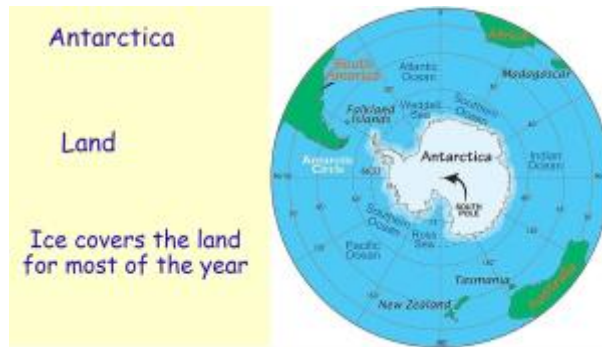 Antarctica
Land
Ice covers the land
for most of the year
Africa
South
America
Atlantic
Ocean
Madagascar
Falkland
Islands
Weddell
Sea
Southern
Ocean
Antarctic
Circle
Antarctica
Indian
Ocean
SOUTH
POLE
Southern
Ocean
Ross
Sea
Pacific
Ocean
Tasmania
Australia
New Zealand